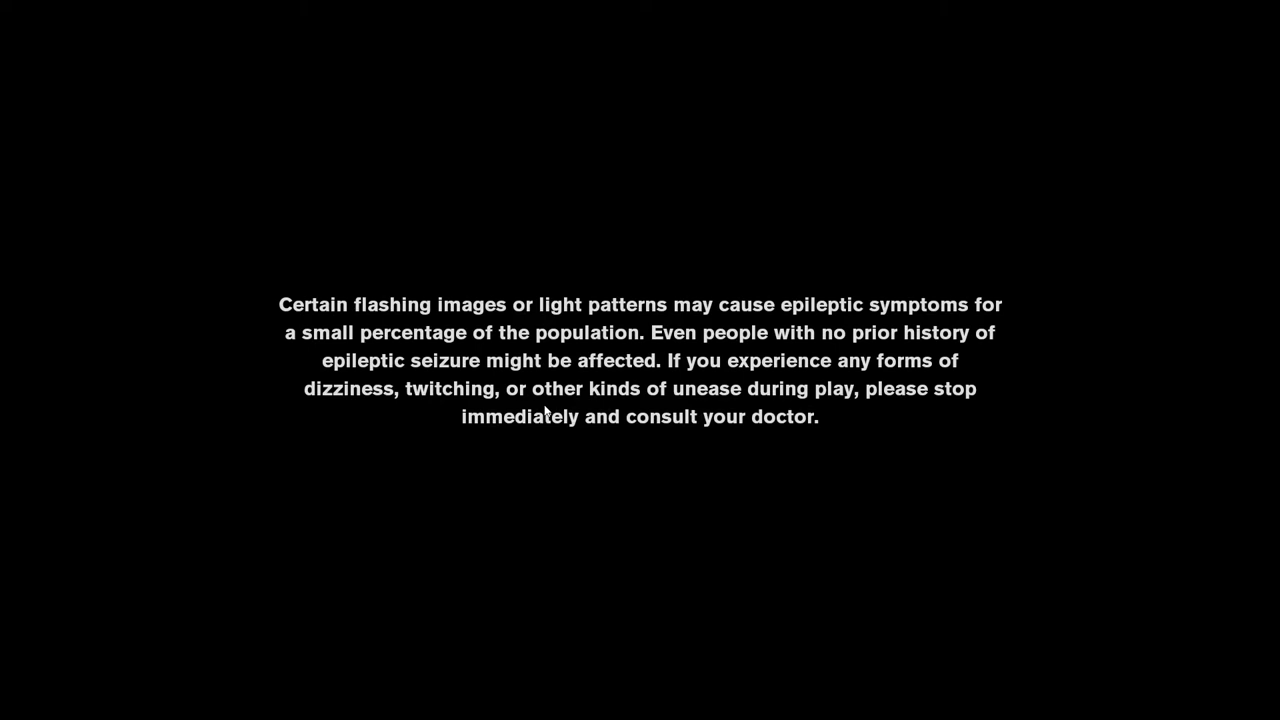 Certain flashing images or light patterns may cause epileptic symptoms for
a small percentage of the population. Even people with no prior history of
epileptic seizure might be affected. If you experience any forms of
dizziness, twitching, or other kinds of unease during play, please stop
immediately and consult your doctor.